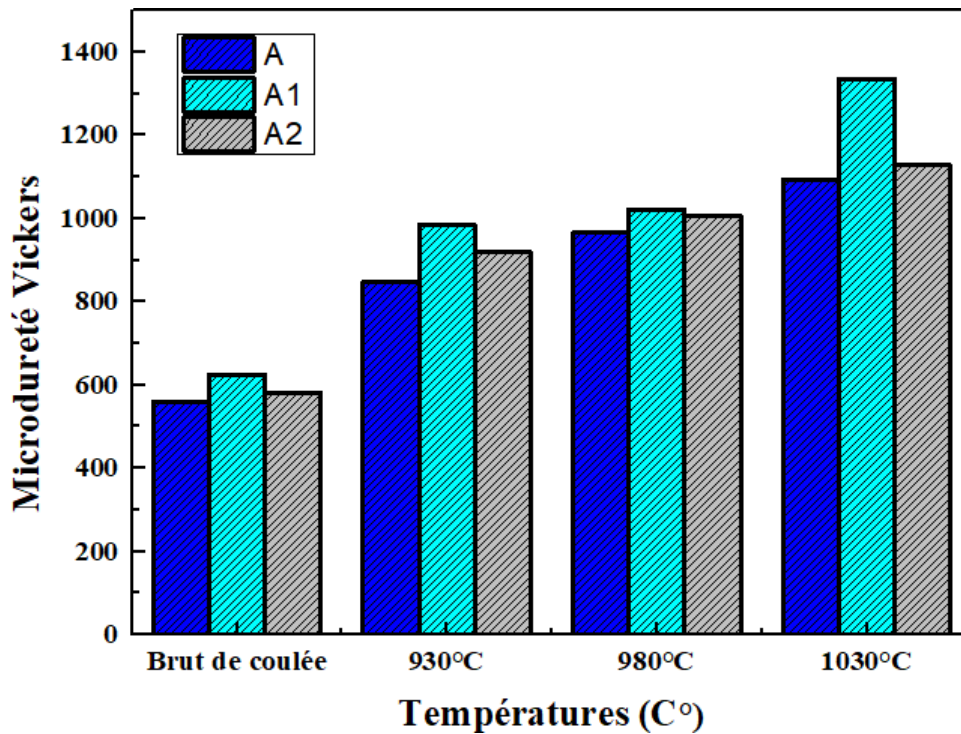 Microdureté Vickers
1400
1200
1000
800
600
400
200
0
A
A1
A2
Brut de coulée 930°C 980°C 1030°C
Températures (C°)